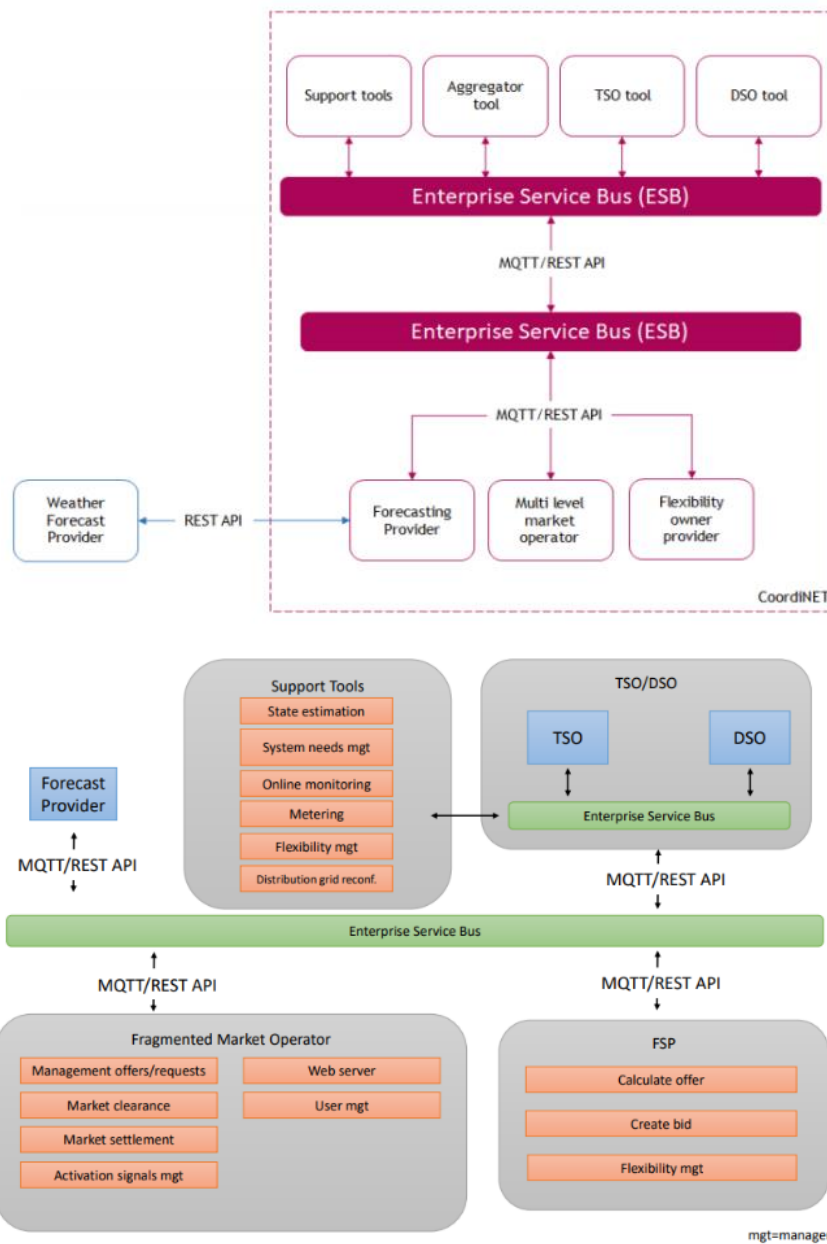 Support tools
Aggregator
tool
TSO tool
DSO tool
Enterprise Service Bus (ESB)
MQTT/REST API
Enterprise Service Bus (ESB)
MQTT/REST API
Weather
Forecast
Provider
REST API
Forecasting
Provider
Multi level
market
operator
Flexibility
owner
provider
CoordiNET
Support Tools
State estimation
System needs mgt
Online monitoring
Metering
Flexibility mgt
Distribution grid reconf.
TSO/DSO
TSO
DSO
Enterprise Service Bus
Forecast
Provider
MQTT/REST API
MQTT/REST API
Enterprise Service Bus
MQTT/REST API
MQTT/REST API
Fragmented Market Operator
Management offers/requests
Web server
Market clearance
User mgt
Market settlement
Activation signals mgt
FSP
Calculate offer
Create bid
Flexibility mgt
mgt=manage